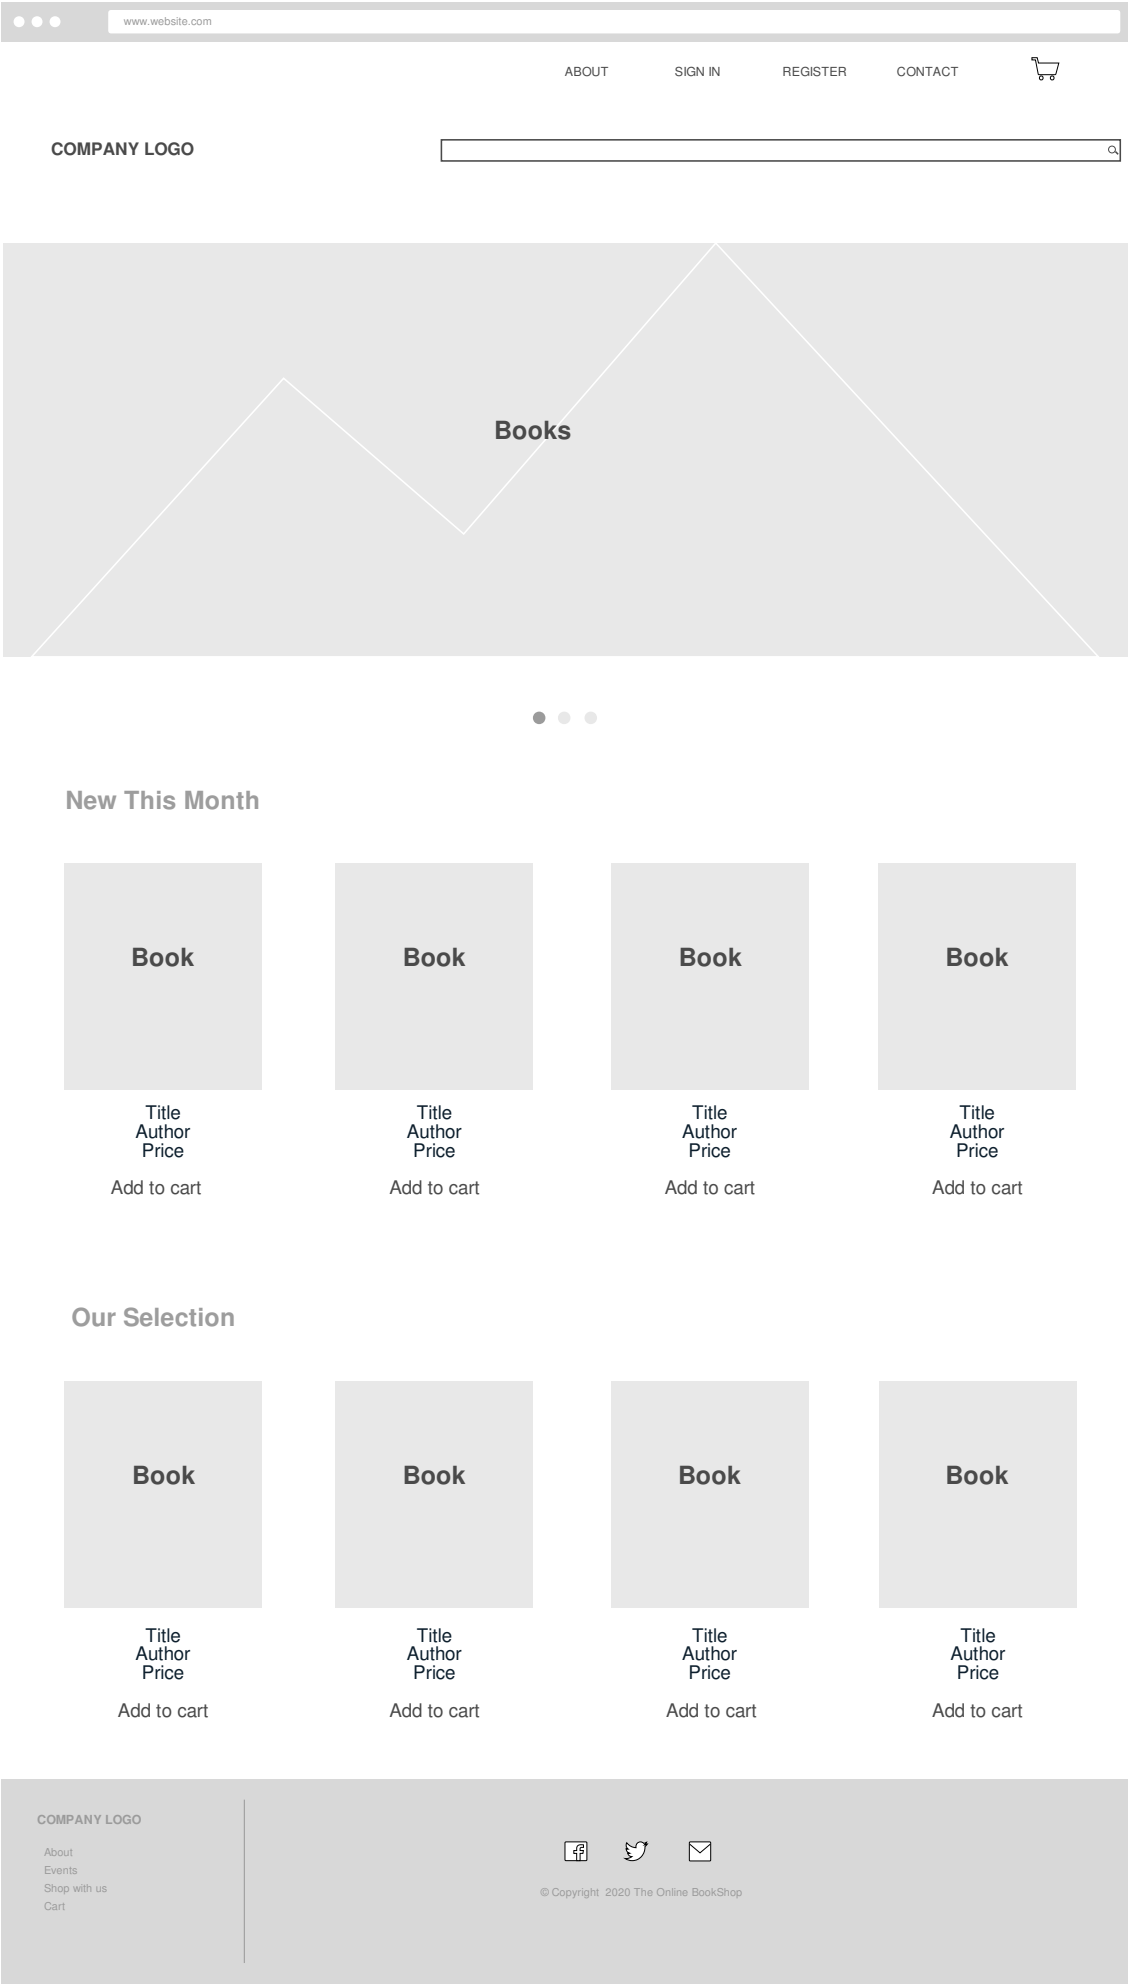 www.website.com
ABOUT SIGN IN REGISTER CONTACT
COMPANY LOGO
Books
New This Month
Book Book Book Book
Title Title Title Title
Author Author Author Author
Price Price Price Price
Add to cart Add to cart Add to cart Add to cart
Our Selection
Book Book Book Book
Title Title Title Title
Author Author Author Author
Price Price Price Price
Add to cart Add to cart Add to cart Add to cart
COMPANY LOGO
About
Events
Shop with us
Cart
© Copyright 2020 The Online BookShop